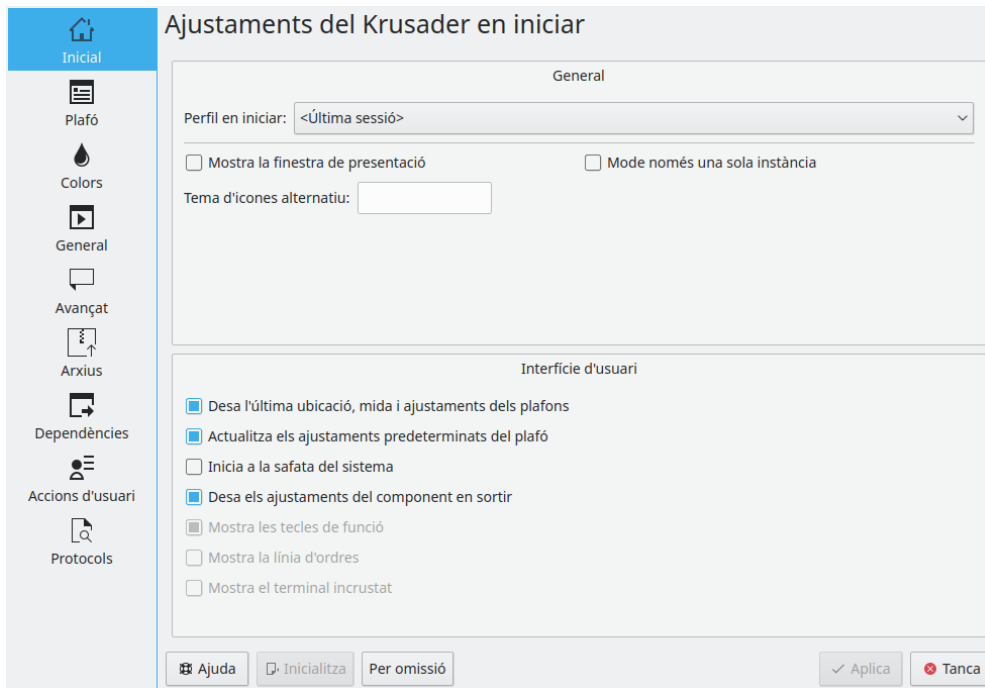 Ajustaments del Krusader en iniciar
Inicial
Plafó
Colors
General
Avançat
Arxius
Dependències
Accions d'usuari
Protocols
General
Perfil en iniciar: <Última sessió>
Mostra la finestra de presentació Mode només una sola instància
Tema d'icones alternatiu:
Interfície d'usuari
Desa l'última ubicació, mida i ajustaments dels plafons
Actualitza els ajustaments predeterminats del plafó
Inicia a la safata del sistema
Desa els ajustaments del component en sortir
Mostra les tecles de funció
Mostra la línia d'ordres
Mostra el terminal incrustat
Ajuda Inicialitza Per omissió Aplica Tanca